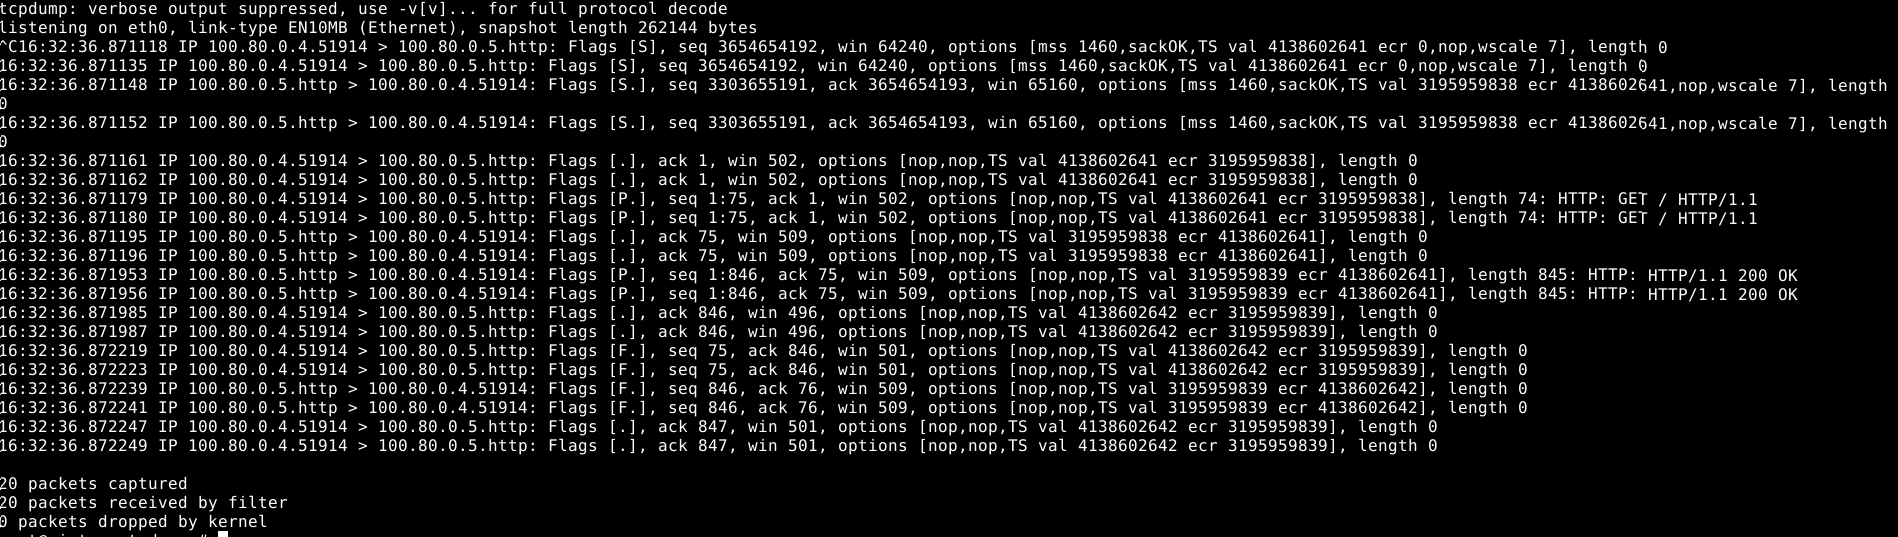 tcpdump: verbose output suppressed, use -v[v]... for full protocol decode
listening on eth0, link-type EN10MB (Ethernet), snapshot length 262144 bytes
^C16:32:36.871118 IP 100.80.0.4.51914 > 100.80.0.5.http: Flags [S], seq 3654654192, win 64240, options [mss 1460,sackOK,TS val 4138602641 ecr 0,nop,wscale 7], length 0
16:32:36.871135 IP 100.80.0.4.51914 > 100.80.0.5.http: Flags [S], seq 3654654192, win 64240, options [mss 1460,sackOK,TS val 4138602641 ecr 0,nop,wscale 7], length 0
16:32:36.871148 IP 100.80.0.5.http > 100.80.0.4.51914: Flags [S.], seq 3303655191, ack 3654654193, win 65160, options [mss 1460,sackOK,TS val 3195959838 ecr 4138602641,nop,wscale 7], length
0
16:32:36.871152 IP 100.80.0.5.http > 100.80.0.4.51914: Flags [S.], seq 3303655191, ack 3654654193, win 65160, options [mss 1460,sackOK,TS val 3195959838 ecr 4138602641,nop,wscale 7], length
0
16:32:36.871161 IP 100.80.0.4.51914 > 100.80.0.5.http: Flags [.], ack 1, win 502, options [nop,nop,TS val 4138602641 ecr 3195959838], length 0
16:32:36.871162 IP 100.80.0.4.51914 > 100.80.0.5.http: Flags [.], ack 1, win 502, options [nop,nop,TS val 4138602641 ecr 3195959838], length 0
16:32:36.871179 IP 100.80.0.4.51914 > 100.80.0.5.http: Flags [P.], seq 1:75, ack 1, win 502, options [nop,nop,TS val 4138602641 ecr 3195959838], length 74: HTTP: GET / HTTP/1.1
16:32:36.871180 IP 100.80.0.4.51914 > 100.80.0.5.http: Flags [P.], seq 1:75, ack 1, win 502, options [nop,nop,TS val 4138602641 ecr 3195959838], length 74: HTTP: GET / HTTP/1.1
16:32:36.871195 IP 100.80.0.5.http > 100.80.0.4.51914: Flags [.], ack 75, win 509, options [nop,nop,TS val 3195959838 ecr 4138602641], length 0
16:32:36.871196 IP 100.80.0.5.http > 100.80.0.4.51914: Flags [.], ack 75, win 509, options [nop,nop,TS val 3195959838 ecr 4138602641], length 0
16:32:36.871953 IP 100.80.0.5.http > 100.80.0.4.51914: Flags [P.], seq 1:846, ack 75, win 509, options [nop,nop,TS val 3195959839 ecr 4138602641], length 845: HTTP: HTTP/1.1 200 OK
16:32:36.871956 IP 100.80.0.5.http > 100.80.0.4.51914: Flags [P.], seq 1:846, ack 75, win 509, options [nop,nop,TS val 3195959839 ecr 4138602641], length 845: HTTP: HTTP/1.1 200 OK
16:32:36.871985 IP 100.80.0.4.51914 > 100.80.0.5.http: Flags [.], ack 846, win 496, options [nop,nop,TS val 4138602642 ecr 3195959839], length 0
16:32:36.871987 IP 100.80.0.4.51914 > 100.80.0.5.http: Flags [.], ack 846, win 496, options [nop,nop,TS val 4138602642 ecr 3195959839], length 0
16:32:36.872219 IP 100.80.0.4.51914 > 100.80.0.5.http: Flags [F.], seq 75, ack 846, win 501, options [nop,nop,TS val 4138602642 ecr 3195959839], length 0
16:32:36.872223 IP 100.80.0.4.51914 > 100.80.0.5.http: Flags [F.], seq 75, ack 846, win 501, options [nop,nop,TS val 4138602642 ecr 3195959839], length 0
16:32:36.872239 IP 100.80.0.5.http > 100.80.0.4.51914: Flags [F.], seq 846, ack 76, win 509, options [nop,nop,TS val 3195959839 ecr 4138602642], length 0
16:32:36.872241 IP 100.80.0.5.http > 100.80.0.4.51914: Flags [F.], seq 846, ack 76, win 509, options [nop,nop,TS val 3195959839 ecr 4138602642], length 0
16:32:36.872247 IP 100.80.0.4.51914 > 100.80.0.5.http: Flags [.], ack 847, win 501, options [nop,nop,TS val 4138602642 ecr 3195959839], length 0
16:32:36.872249 IP 100.80.0.4.51914 > 100.80.0.5.http: Flags [.], ack 847, win 501, options [nop,nop,TS val 4138602642 ecr 3195959839], length 0
20 packets captured
20 packets received by filter
0 packets dropped by kernel